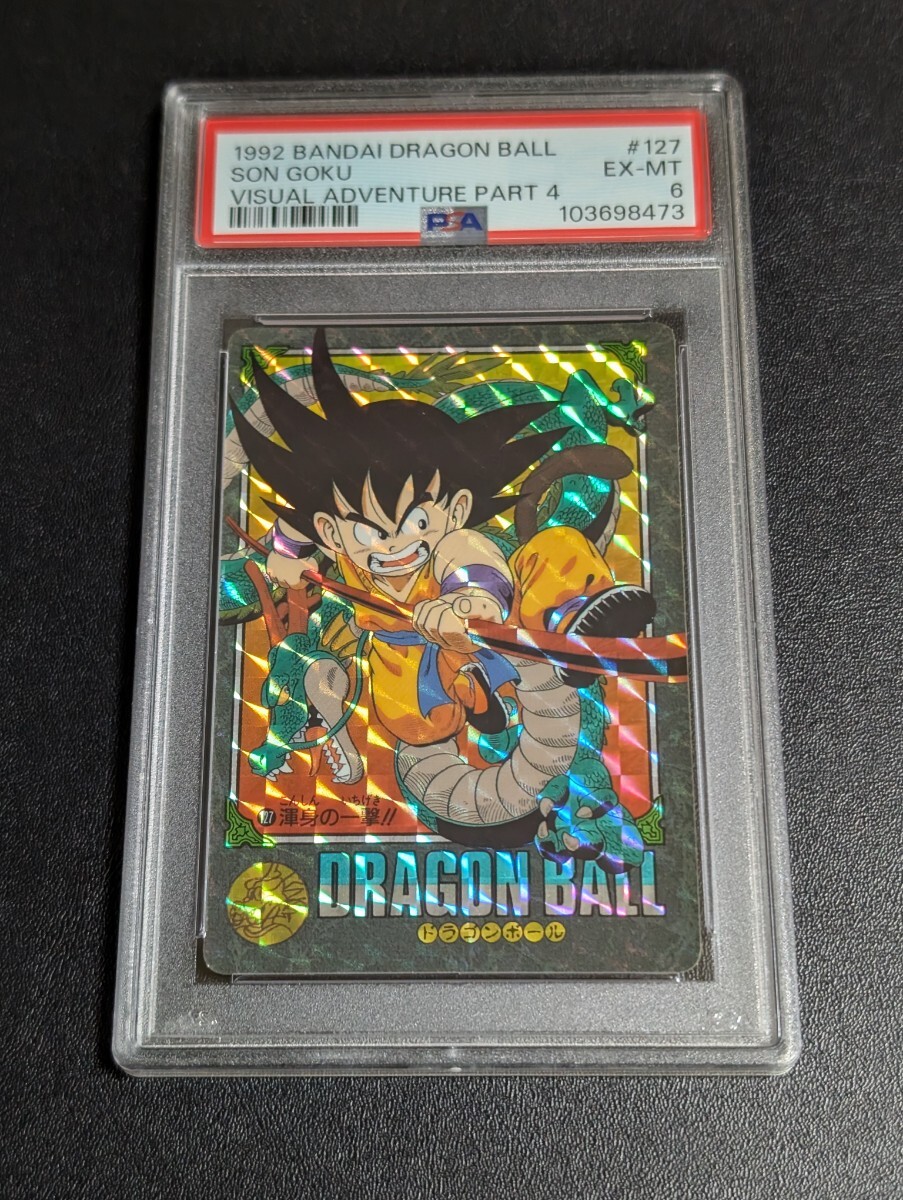 1992 BANDAI DRAGON BALL #127
SON GOKU EX-MT
VISUAL ADVENTURE PART 4 6
PSA 103698473
こんしん いちげき
127 渾身の一撃!!
DRAGON BALL
ドラゴンボール